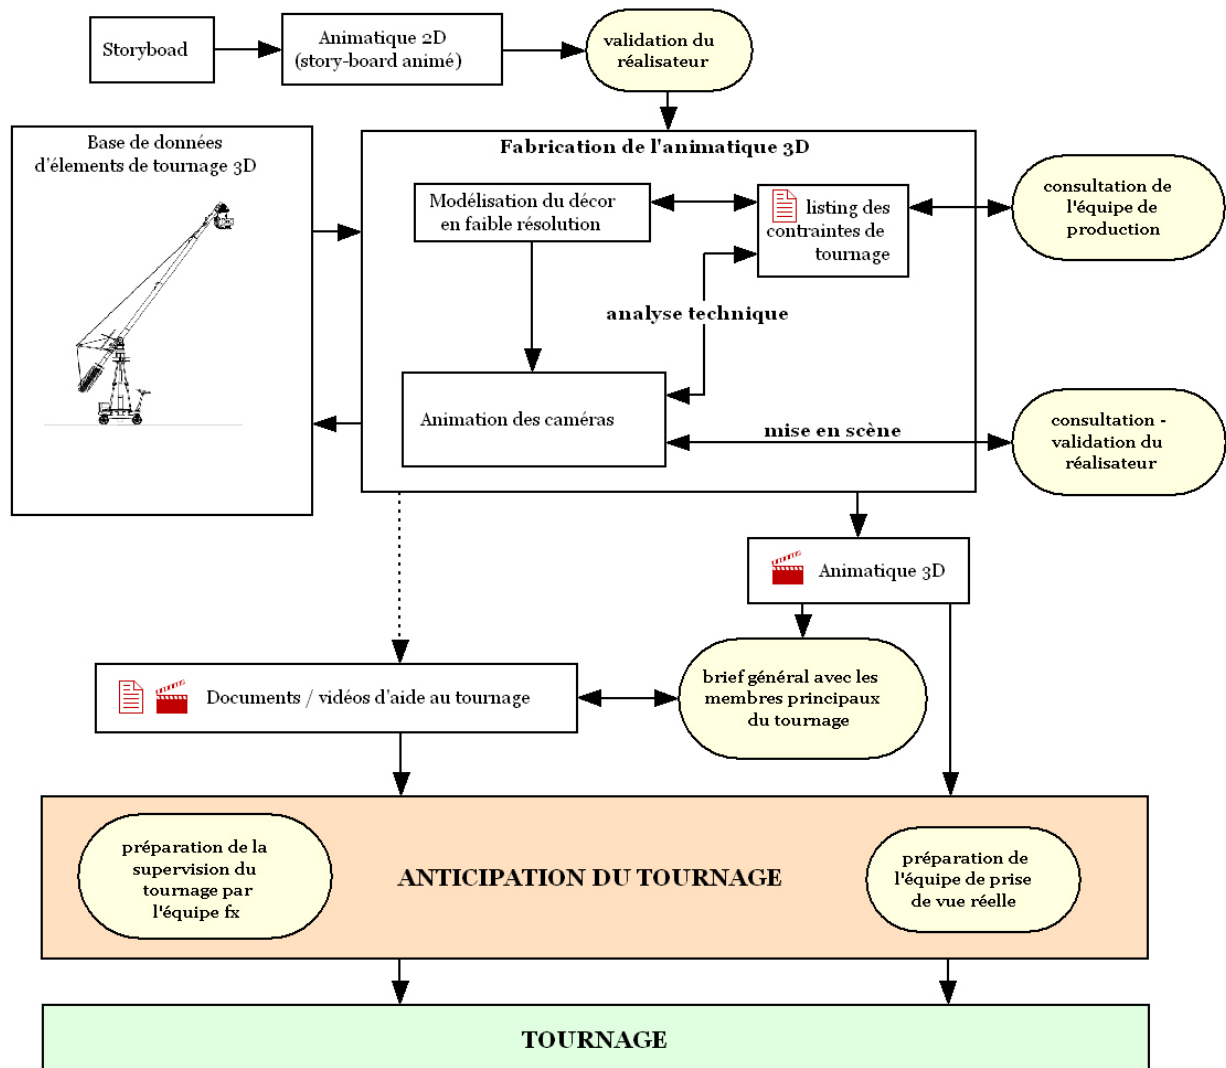 Storyboad
Animatique 2D
(story-board animé)
validation du
réalisateur
Base de données
d'élements de tournage 3D
Fabrication de l'animatique 3D
Modélisation du décor
en faible résolution
listing des
contraintes de
tournage
consultation de
l'équipe de
production
analyse technique
Animation des caméras
mise en scène
consultation -
validation du
réalisateur
Animatique 3D
Documents / vidéos d'aide au tournage
brief général avec les
membres principaux
du tournage
préparation de la
supervision du
tournage par
l'équipe fx
ANTICIPATION DU TOURNAGE
préparation de
l'équipe de prise
de vue réelle
TOURNAGE